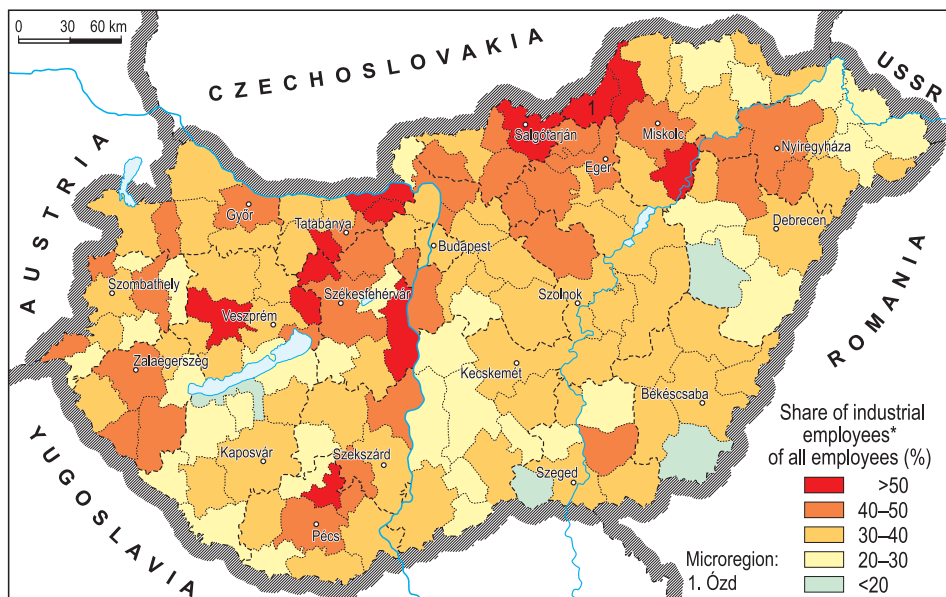 0 30 60 km
CZECHOSLOVAKIA
USSR
AUSTRIA
ROMANIA
YUGOSLAVIA
1
Salgótarján
Miskolc
Eger
Nyíregyháza
Győr
Tatabánya
Debrecen
Budapest
Szombathely
Székesfehérvár
Veszprém
Szolnok
Zalaegerszeg
Kecskemét
Békéscsaba
Kaposvár
Szekszárd
Szeged
Pécs
Share of industrial
employees*
of all employees (%)
>50
40–50
30–40
20–30
<20
Microregion:
1. Ózd